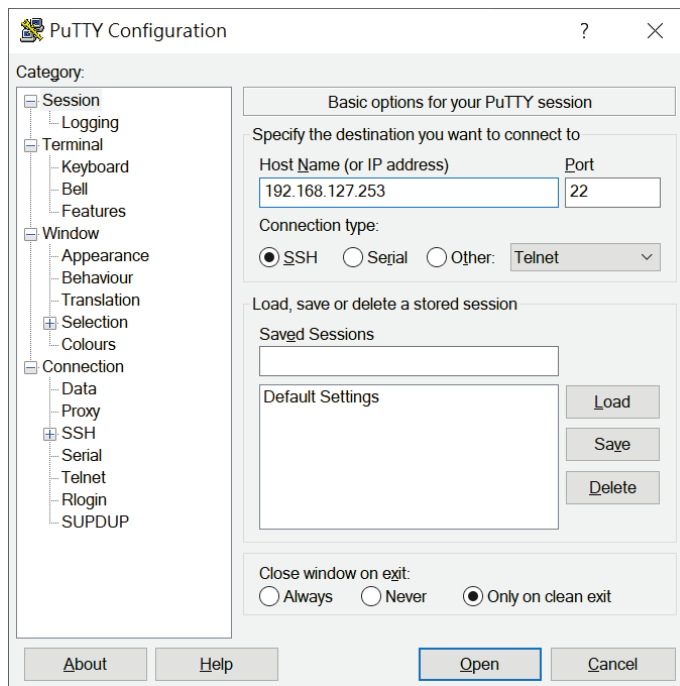 PuTTY Configuration ?
Category:
Session
Logging
Terminal
Keyboard
Bell
Features
Window
Appearance
Behaviour
Translation
Selection
Colours
Connection
Data
Proxy
SSH
Serial
Telnet
Rlogin
SUPDUP
Basic options for your PuTTY session
Specify the destination you want to connect to
Host Name (or IP address) Port
192.168.127.253 22
Connection type:
SSH Serial Other: Telnet
Load, save or delete a stored session
Saved Sessions
Default Settings
Load
Save
Delete
Close window on exit:
Always Never Only on clean exit
About Help Open Cancel